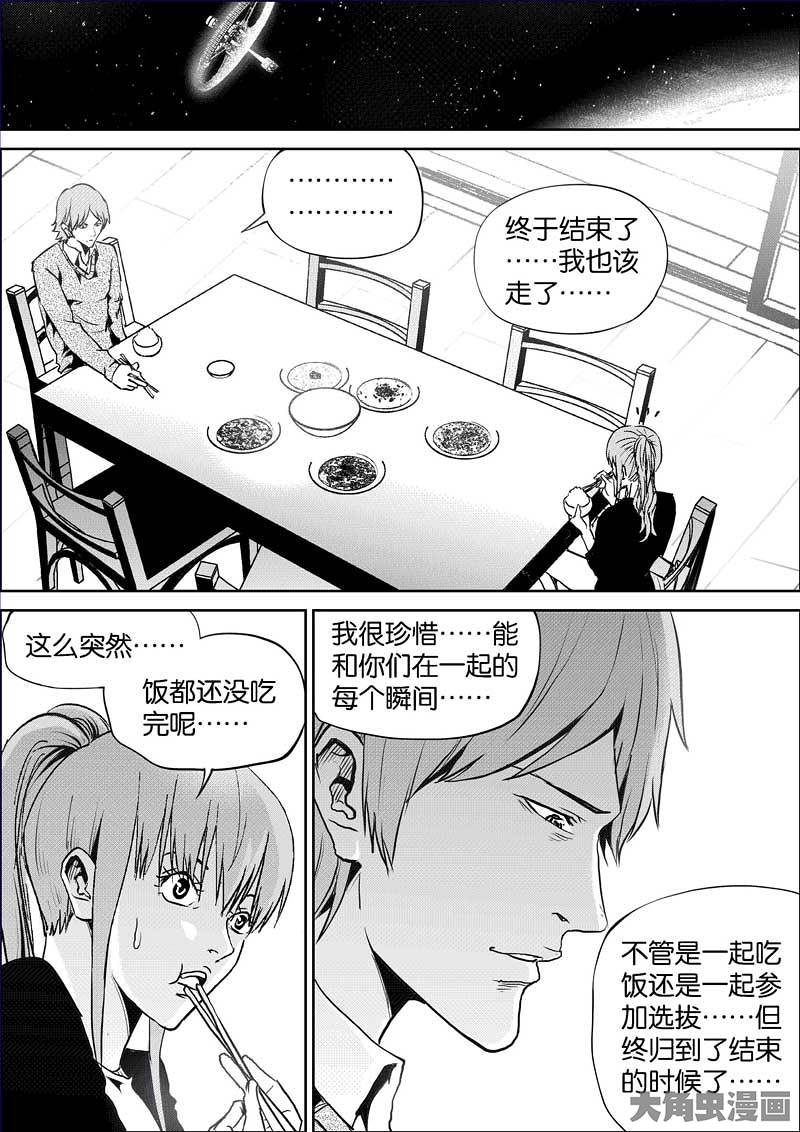 …………
…………
终于结束了
……我也该
走了……
这么突然……
饭都还没吃
完呢……
我很珍惜……能
和你们在一起的
每个瞬间……
不管是一起吃
饭还是一起参
加选拔……但
终归到了结束
的时候了……
大角虫漫画